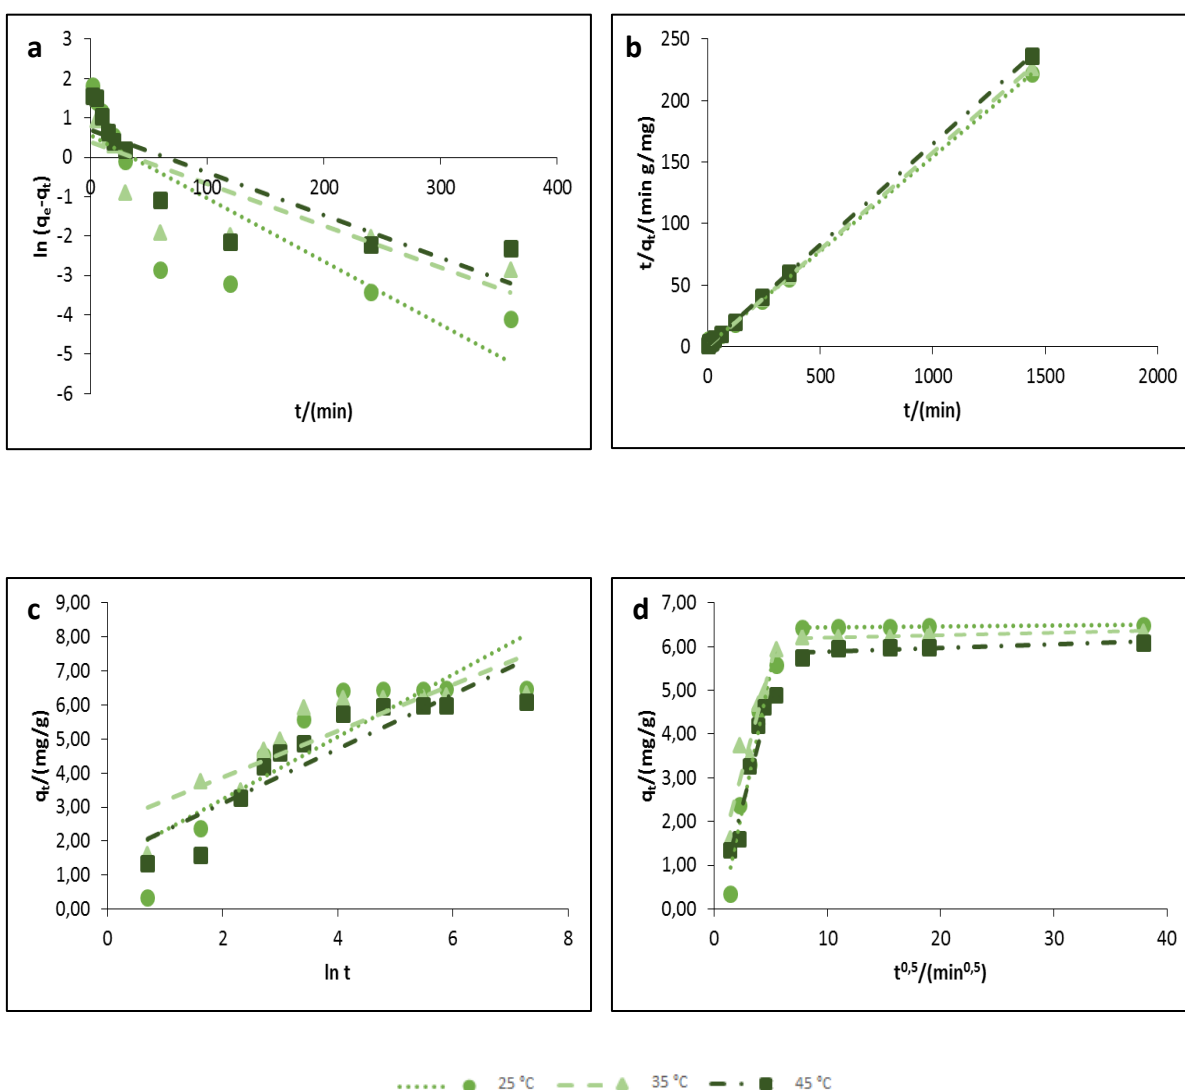 a
3
2
1
0
-1
-2
-3
-4
-5
-6
0 100 200 300 400
ln (qe-qt)
t/(min)
b
250
200
150
100
50
0
0 500 1000 1500 2000
t/qt/(min g/mg)
t/(min)
c
9,00
8,00
7,00
6,00
5,00
4,00
3,00
2,00
1,00
0,00
0 2 4 6 8
qt/(mg/g)
ln t
d
7,00
6,00
5,00
4,00
3,00
2,00
1,00
0,00
0 10 20 30 40
qt/(mg/g)
t0,5/(min0,5)
25 ºC 35 ºC 45 ºC